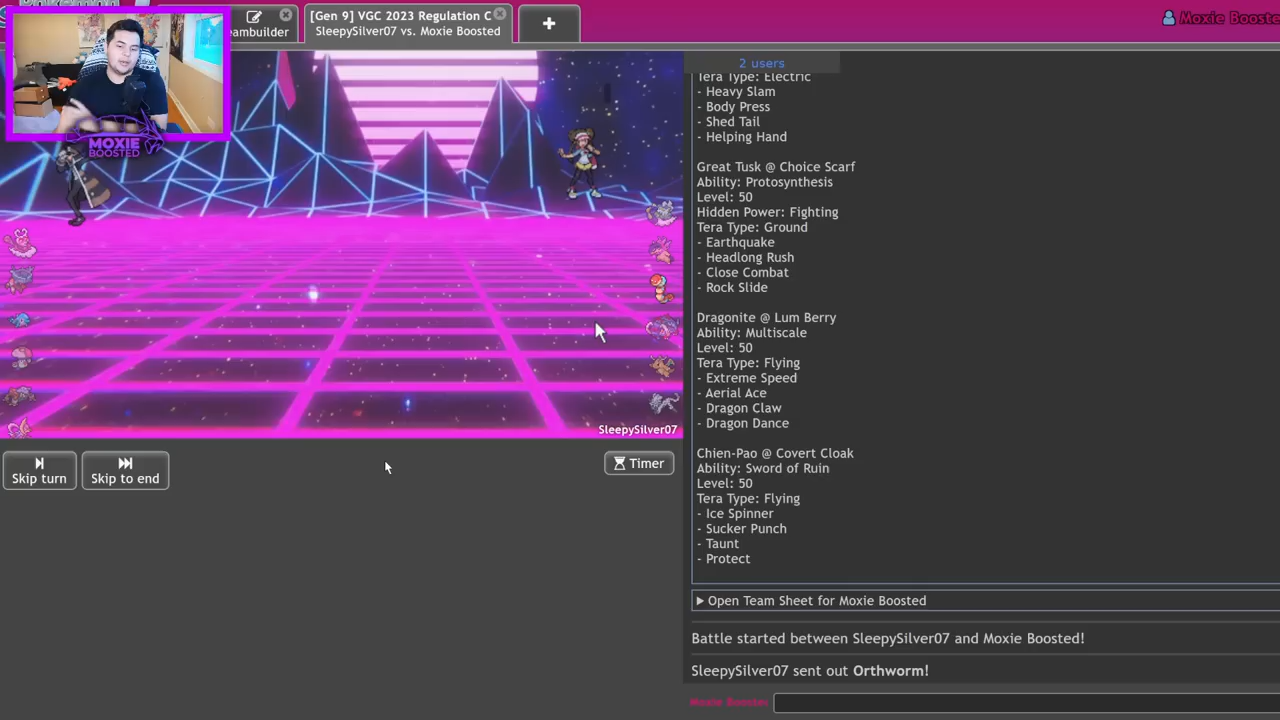 eambuilder
[Gen 9] VGC 2023 Regulation C
SleepySilver07 vs. Moxie Boosted
+
Moxie Booste
MOXIE
BOOSTED
SleepySilver07
Skip turn
Skip to end
Timer
2 users
Tera Type: Electric
- Heavy Slam
- Body Press
- Shed Tail
- Helping Hand
Great Tusk @ Choice Scarf
Ability: Protosynthesis
Level: 50
Hidden Power: Fighting
Tera Type: Ground
- Earthquake
- Headlong Rush
- Close Combat
- Rock Slide
Dragonite @ Lum Berry
Ability: Multiscale
Level: 50
Tera Type: Flying
- Extreme Speed
- Aerial Ace
- Dragon Claw
- Dragon Dance
Chien-Pao @ Covert Cloak
Ability: Sword of Ruin
Level: 50
Tera Type: Flying
- Ice Spinner
- Sucker Punch
- Taunt
- Protect
Open Team Sheet for Moxie Boosted
Battle started between SleepySilver07 and Moxie Boosted!
SleepySilver07 sent out Orthworm!
Moxie Boosted